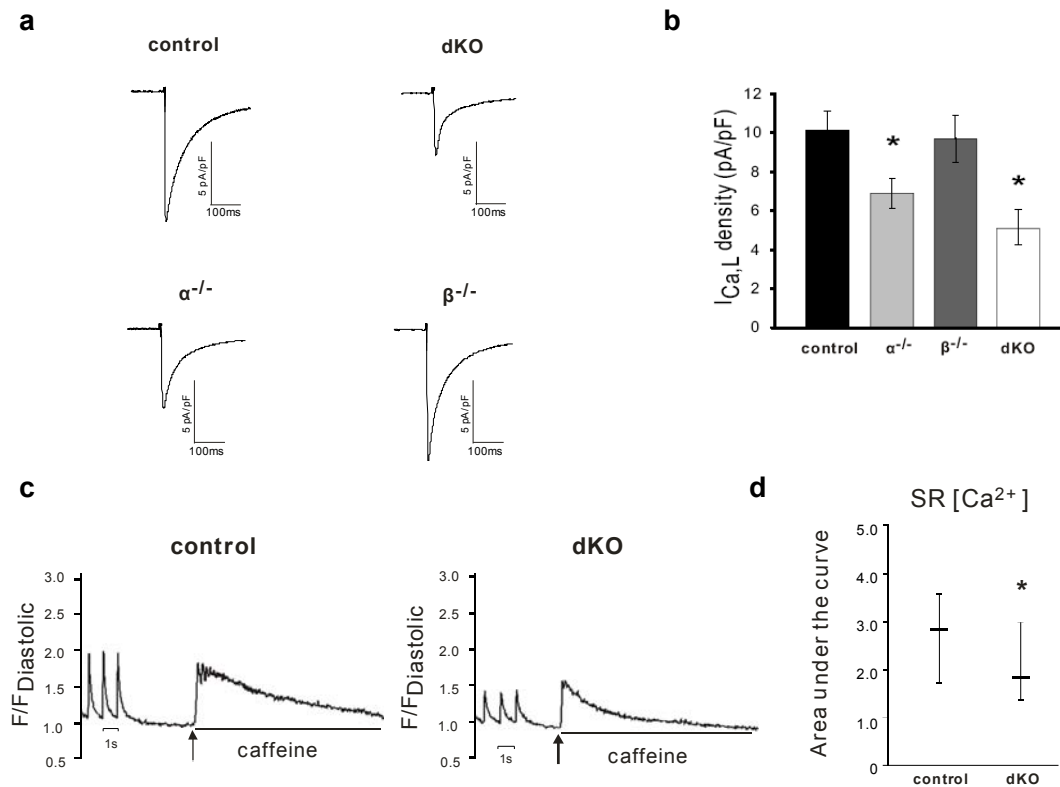 a
control
dKO
5 pA/pF
100ms
5 pA/pF
100ms
α-/-
β-/-
5 pA/pF
100ms
5 pA/pF
100ms
b
ICa,L density (pA/pF)
12
10
8
6
4
2
0
*
*
control α-/- β-/- dKO
c
control
F/FDiastolic
3.0
2.5
2.0
1.5
1.0
0.5
1s
caffeine
dKO
F/FDiastolic
3.0
2.5
2.0
1.5
1.0
0.5
1s
caffeine
d
SR [Ca2+]
Area under the curve
5.0
4.0
3.0
2.0
1.0
0
*
control dKO